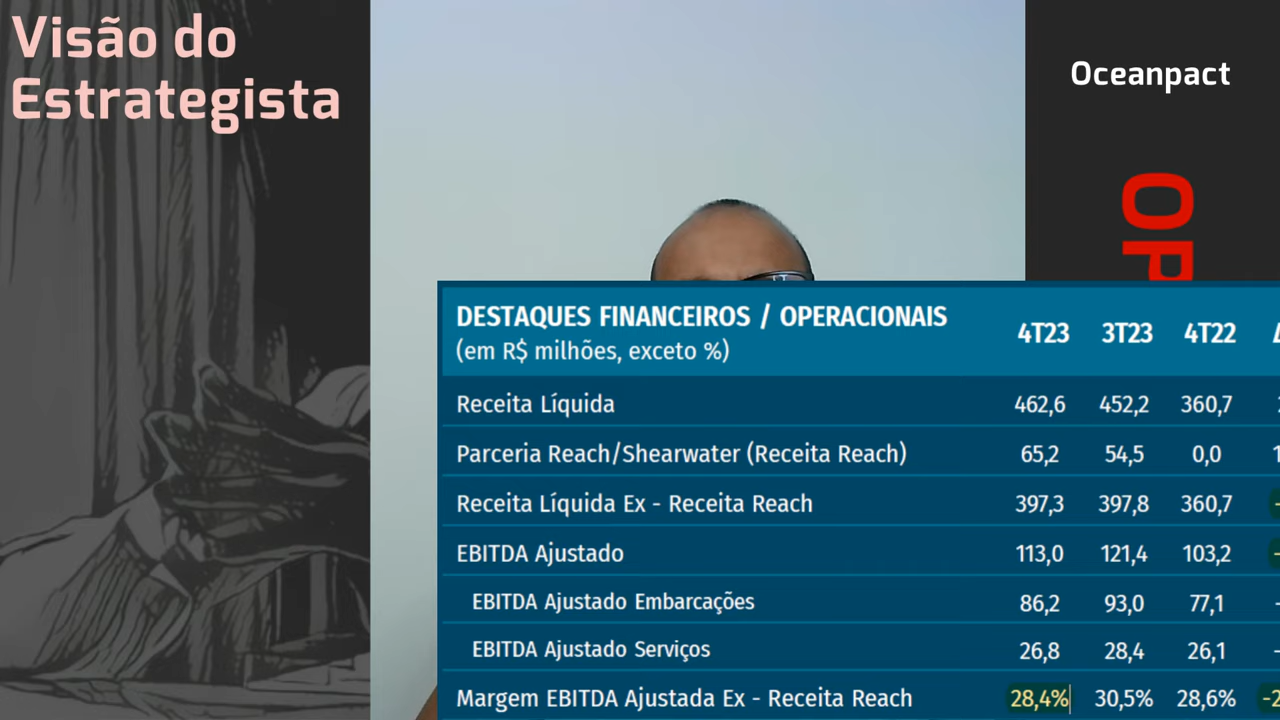 Visão do
Estrategista
Oceanpact
OP
DESTAQUES FINANCEIROS / OPERACIONAIS
(em R$ milhões, exceto %)
4T23 3T23 4T22
Receita Líquida 462,6 452,2 360,7
Parceria Reach/Shearwater (Receita Reach) 65,2 54,5 0,0
Receita Líquida Ex - Receita Reach 397,3 397,8 360,7
EBITDA Ajustado 113,0 121,4 103,2
EBITDA Ajustado Embarcações 86,2 93,0 77,1
EBITDA Ajustado Serviços 26,8 28,4 26,1
Margem EBITDA Ajustada Ex - Receita Reach 28,4% 30,5% 28,6%